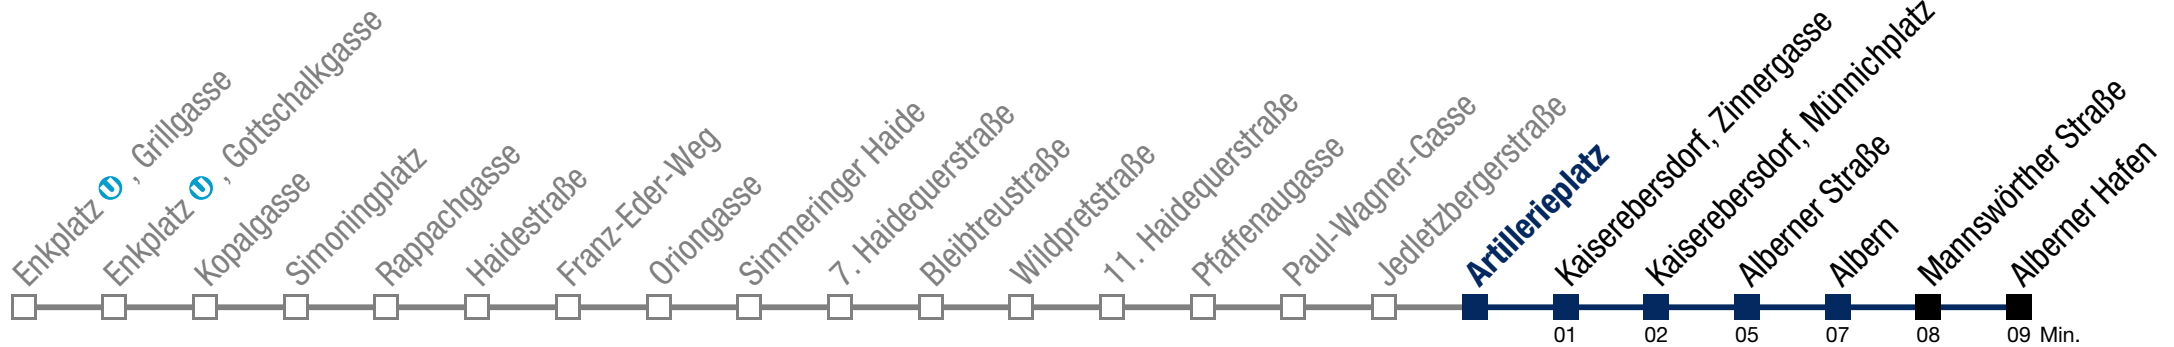 Enkplatz U, Grillgasse
Enkplatz U, Gottschalkgasse
Kopalgasse
Simoningplatz
Rappachgasse
Haidestraße
Franz-Eder-Weg
Oriongasse
Simmeringer Haide
7. Haidequerstraße
Bleibtreustraße
Wildpretstraße
11. Haidequerstraße
Pfaffenaugasse
Paul-Wagner-Gasse
Jedletzbergerstraße
Artillerieplatz
Kaiserebersdorf, Zinnergasse
Kaiserebersdorf, Münnichplatz
Alberner Straße
Albern
Mannswörther Straße
Alberner Hafen
01 02 05 07 08 09 Min.